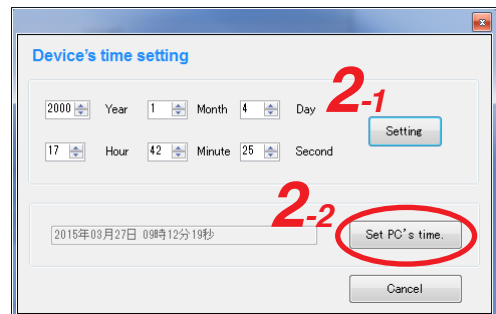 Device's time setting
2000 Year 1 Month 4 Day
2-1
Setting
17 Hour 42 Minute 25 Second
2-2
2015年03月27日 09時12分19秒
Set PC's time.
Cancel